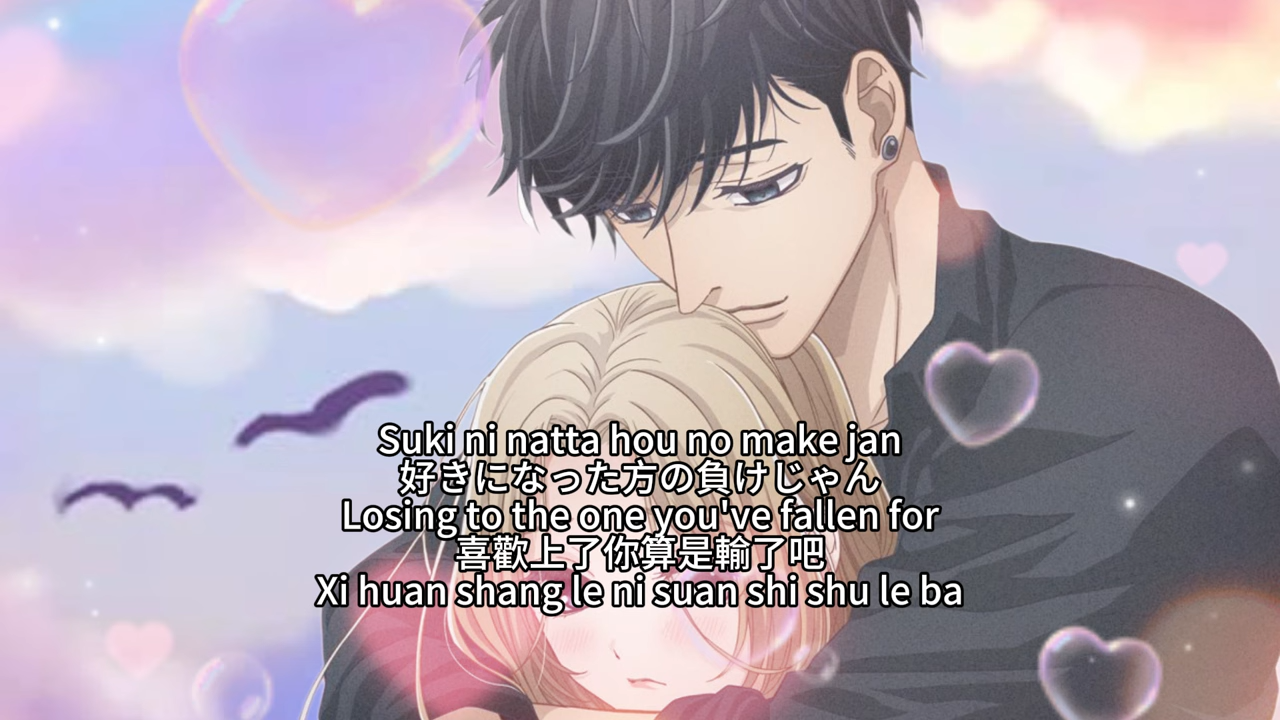 Suki ni natta hou no make jan
好きになった方の負けじゃん
Losing to the one you've fallen for
喜歡上了你算是輸了吧
Xi huan shang le ni suan shi shu le ba